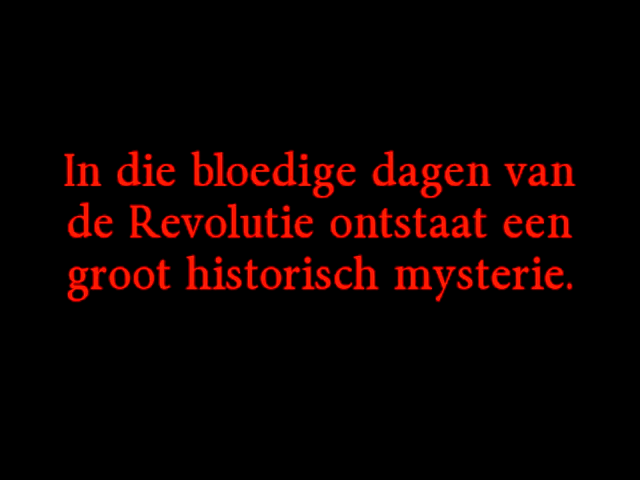 In die bloedige dagen van
de Revolutie ontstaat een
groot historisch mysterie.